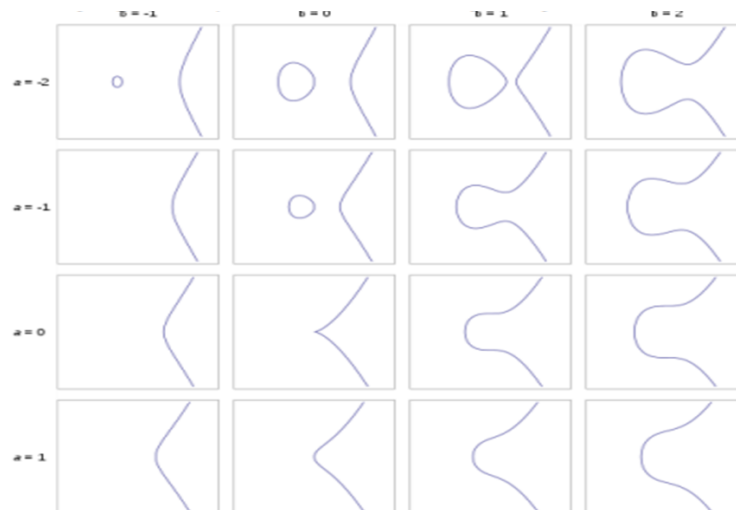 b = -1 b = 0 b = 1 b = 2
a = -2
a = -1
a = 0
a = 1